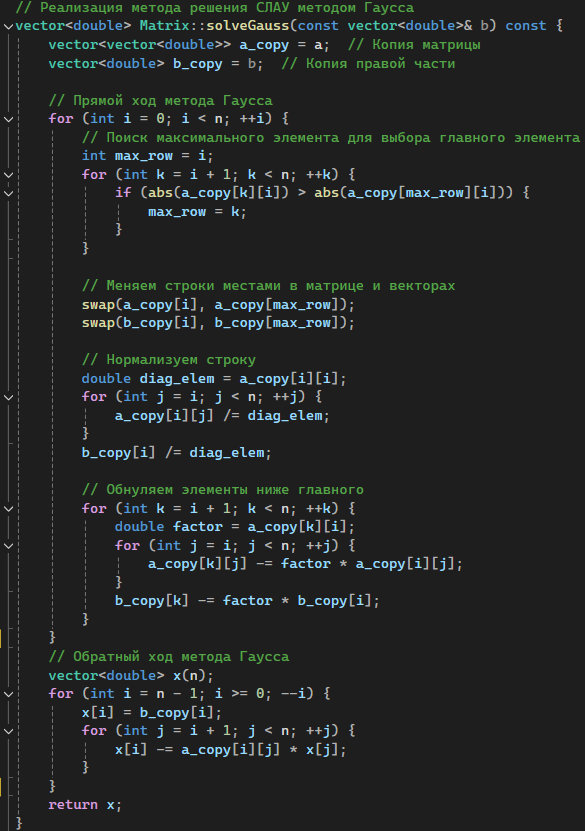 // Реализация метода решения СЛАУ методом Гаусса
vector<double> Matrix::solveGauss(const vector<double>& b) const {
    vector<vector<double>> a_copy = a;  // Копия матрицы
    vector<double> b_copy = b;  // Копия правой части

    // Прямой ход метода Гаусса
    for (int i = 0; i < n; ++i) {
        // Поиск максимального элемента для выбора главного элемента
        int max_row = i;
        for (int k = i + 1; k < n; ++k) {
            if (abs(a_copy[k][i]) > abs(a_copy[max_row][i])) {
                max_row = k;
            }
        }

        // Меняем строки местами в матрице и векторах
        swap(a_copy[i], a_copy[max_row]);
        swap(b_copy[i], b_copy[max_row]);

        // Нормализуем строку
        double diag_elem = a_copy[i][i];
        for (int j = i; j < n; ++j) {
            a_copy[i][j] /= diag_elem;
        }
        b_copy[i] /= diag_elem;

        // Обнуляем элементы ниже главного
        for (int k = i + 1; k < n; ++k) {
            double factor = a_copy[k][i];
            for (int j = i; j < n; ++j) {
                a_copy[k][j] -= factor * a_copy[i][j];
            }
            b_copy[k] -= factor * b_copy[i];
        }
    }
    // Обратный ход метода Гаусса
    vector<double> x(n);
    for (int i = n - 1; i >= 0; --i) {
        x[i] = b_copy[i];
        for (int j = i + 1; j < n; ++j) {
            x[i] -= a_copy[i][j] * x[j];
        }
    }
    return x;
}